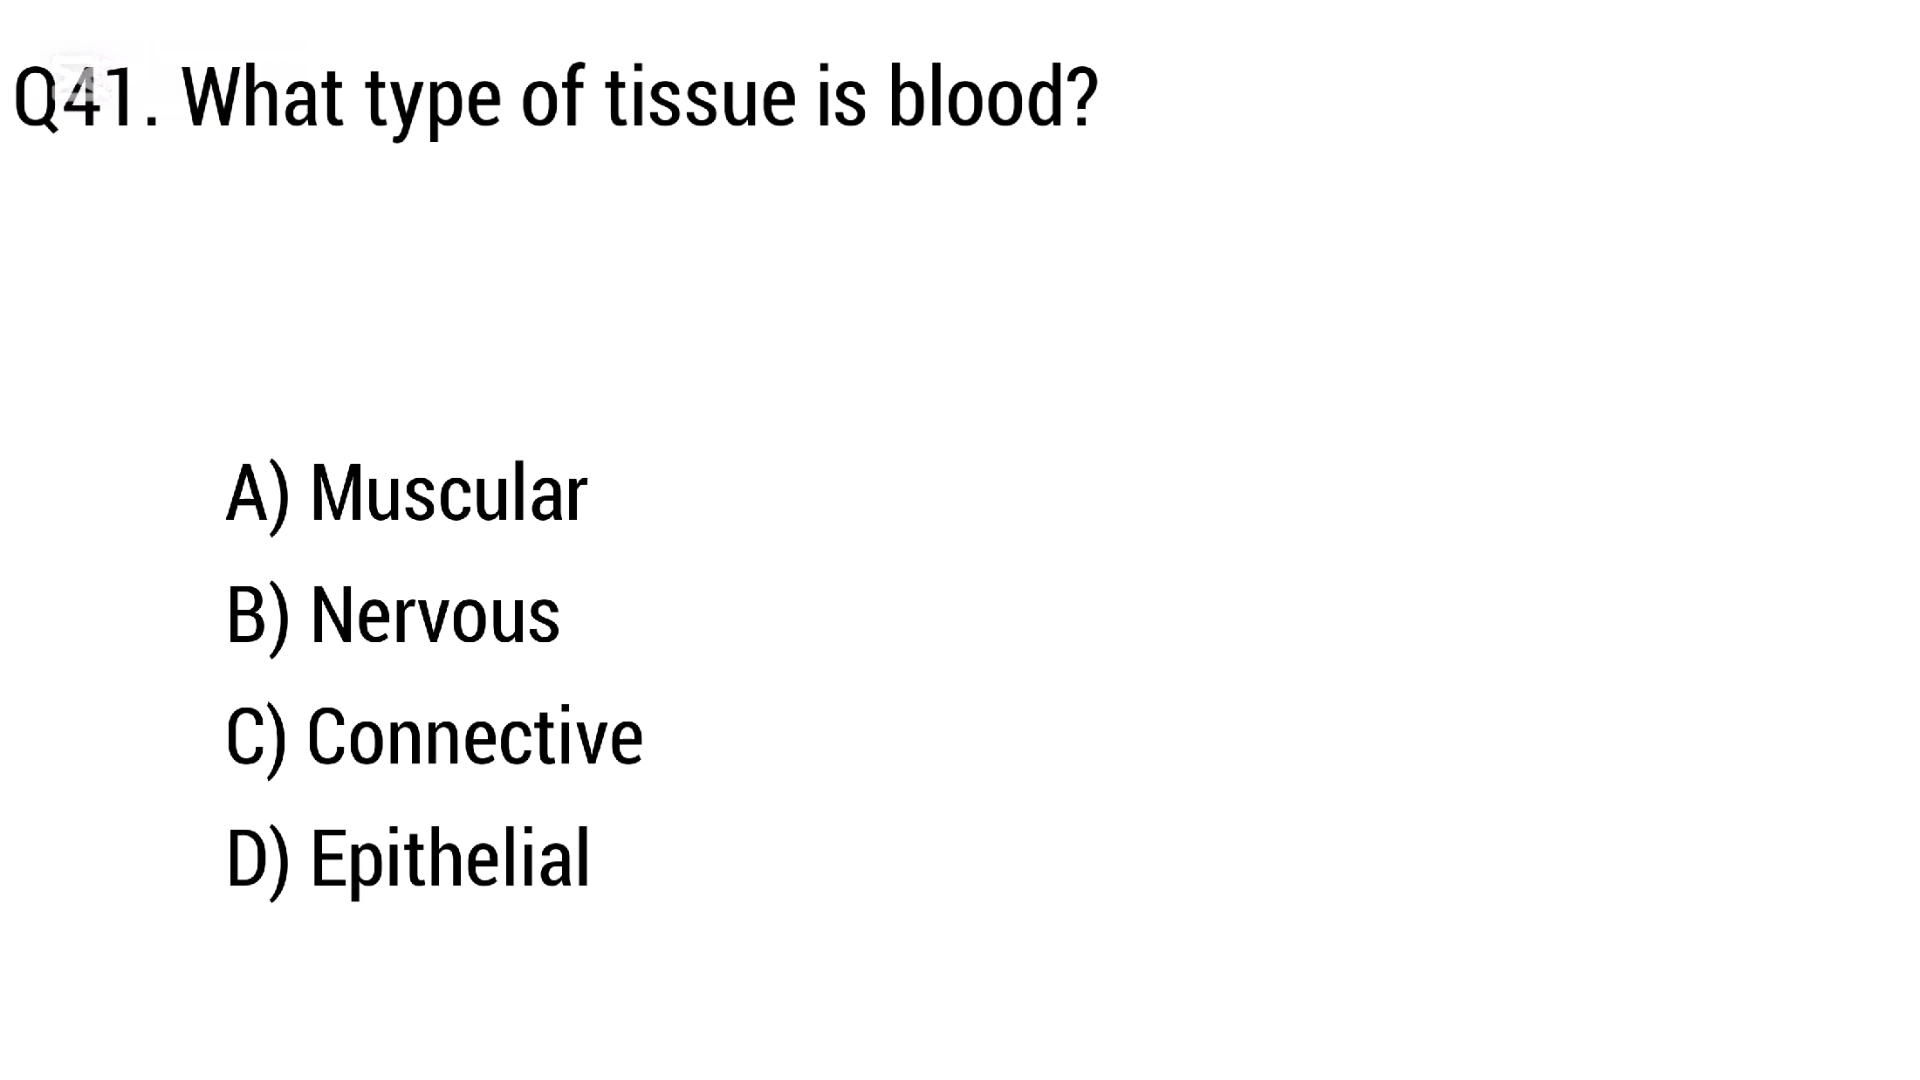 Q41. What type of tissue is blood?
A) Muscular
B) Nervous
C) Connective
D) Epithelial